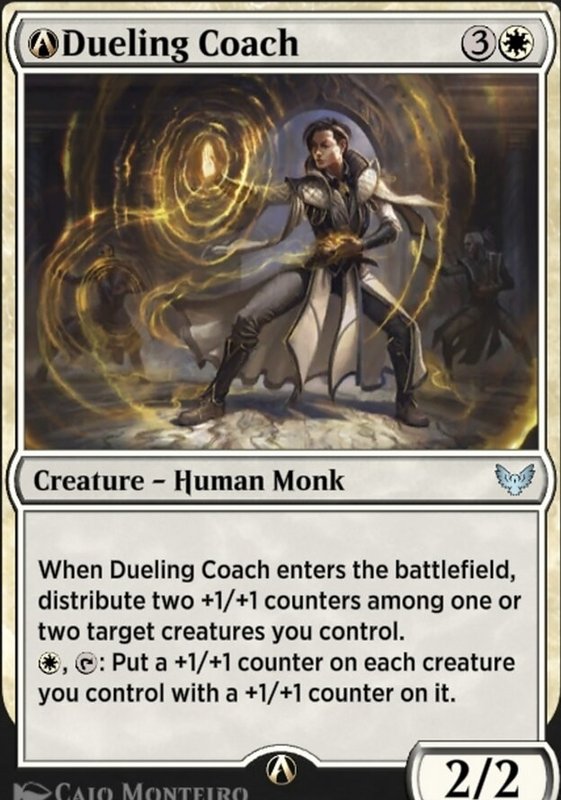 Dueling Coach 3
Creature – Human Monk
When Dueling Coach enters the battlefield,
distribute two +1/+1 counters among one or
two target creatures you control.
, : Put a +1/+1 counter on each creature
you control with a +1/+1 counter on it.
2/2
CAIO MONTEIRO